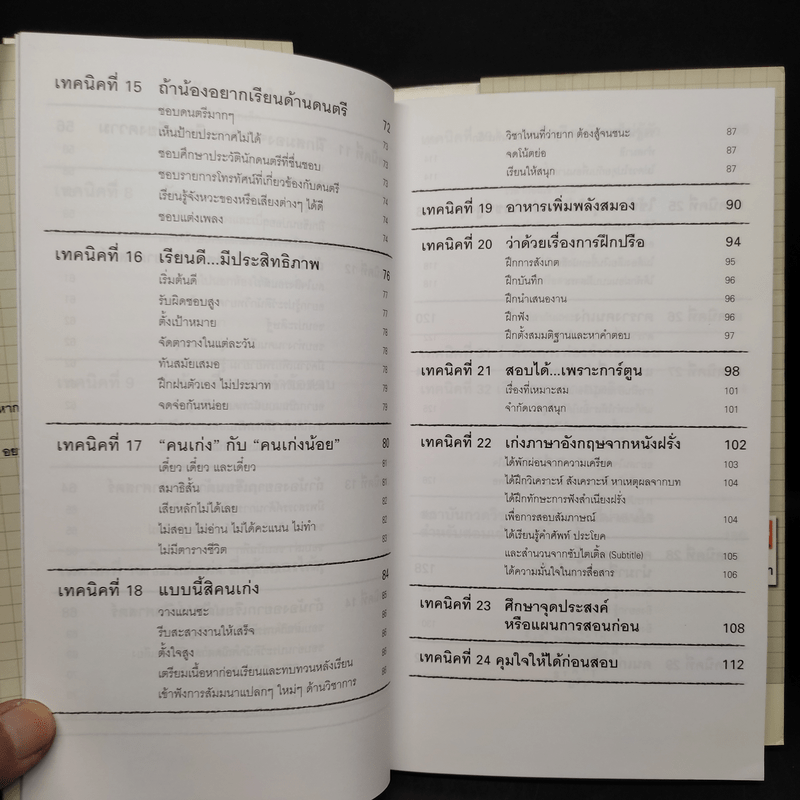 เทคนิคที่ 15 ถ้าน้องอยากเรียนด้านดนตรี 72
ชอบดนตรีมากๆ 73
เห็นป้ายประกาศไม่ได้ 73
ชอบศึกษาประวัตินักดนตรีที่ชื่นชอบ 73
ชอบรายการโทรทัศน์ที่เกี่ยวข้องกับดนตรี 74
เรียนรู้จังหวะของหรือเสียงต่างๆ ได้ดี 74
ชอบแต่งเพลง 74
เทคนิคที่ 16 เรียนดี...มีประสิทธิภาพ 76
เริ่มต้นดี 77
รับผิดชอบสูง 77
ตั้งเป้าหมาย 78
จัดตารางในแต่ละวัน 78
ทันสมัยเสมอ 78
ฝึกฝนตัวเอง ไม่ประมาท 79
จดจ่อกันหน่อย 79
เทคนิคที่ 17 “คนเก่ง” กับ “คนเก่งน้อย” 80
เดี๋ยว เดี๋ยว และเดี๋ยว 81
สมาธิสั้น 82
เสียหลักไม่ได้เลย 82
ไม่สอบ ไม่อ่าน ไม่ได้คะแนน ไม่ทำ 82
ไม่มีตารางชีวิต 83
เทคนิคที่ 18 แบบนี้สิคนเก่ง 84
วางแผนซะ 85
รีบสะสางงานให้เสร็จ 86
ตั้งใจสูง 86
เตรียมเนื้อหาก่อนเรียนและทบทวนหลังเรียน 86
เข้าฟังการสัมมนาแปลกๆ ใหม่ๆ ด้านวิชาการ 86
วิชาไหนที่ว่ายาก ต้องสู้จนชนะ 87
จดโน้ตย่อ 87
เรียนให้สนุก 87
เทคนิคที่ 19 อาหารเพิ่มพลังสมอง 90
เทคนิคที่ 20 ว่าด้วยเรื่องการฝึกปรือ 94
ฝึกการสังเกต 95
ฝึกบันทึก 96
ฝึกนำเสนองาน 96
ฝึกฟัง 96
ฝึกตั้งสมมติฐานและหาคำตอบ 97
เทคนิคที่ 21 สอบได้...เพราะการ์ตูน 98
เรื่องที่เหมาะสม 101
จำกัดเวลาสนุก 101
เทคนิคที่ 22 เก่งภาษาอังกฤษจากหนังฝรั่ง 102
ได้พักผ่อนจากความเครียด 103
ได้ฝึกวิเคราะห์ สังเคราะห์ หาเหตุผลจากบท 104
ได้ฝึกทักษะการฟังสำเนียงฝรั่ง
เพื่อการสอบสัมภาษณ์ 104
ได้เรียนรู้คำศัพท์ ประโยค
และสำนวนจากซับไตเติ้ล (Subtitle) 105
ได้ความมั่นใจในการสื่อสาร 106
เทคนิคที่ 23 ศึกษาจุดประสงค์
หรือแผนการสอนก่อน 108
เทคนิคที่ 24 คุมใจให้ได้ก่อนสอบ 112